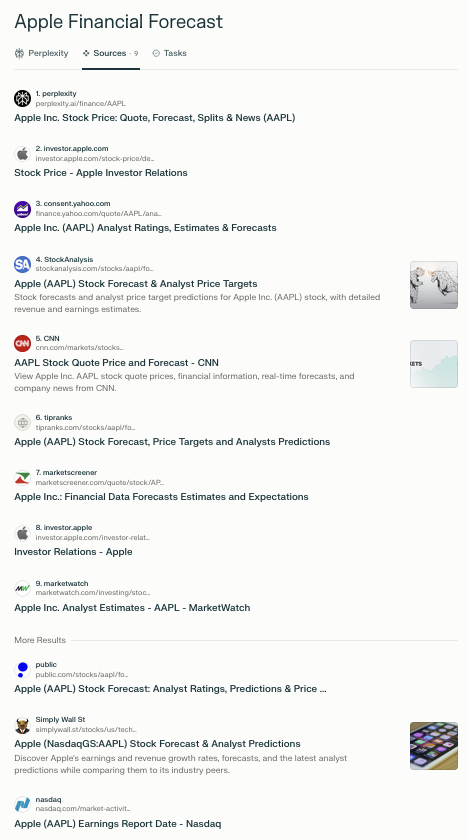 Apple Financial Forecast
Perplexity
Sources · 9
Tasks
1. perplexity
perplexity.ai/finance/AAPL
Apple Inc. Stock Price: Quote, Forecast, Splits & News (AAPL)
2. investor.apple.com
investor.apple.com/stock-price/de...
Stock Price - Apple Investor Relations
3. consent.yahoo.com
finance.yahoo.com/quote/AAPL/ana...
Apple Inc. (AAPL) Analyst Ratings, Estimates & Forecasts
SA
4. StockAnalysis
stockanalysis.com/stocks/aapl/fo...
Apple (AAPL) Stock Forecast & Analyst Price Targets
Stock forecasts and analyst price target predictions for Apple Inc. (AAPL) stock, with detailed
revenue and earnings estimates.
CNN
5. CNN
cnn.com/markets/stocks...
AAPL Stock Quote Price and Forecast - CNN
View Apple Inc. AAPL stock quote prices, financial information, real-time forecasts, and
company news from CNN.
KETS
6. tipranks
tipranks.com/stocks/aapl/fo...
Apple (AAPL) Stock Forecast, Price Targets and Analysts Predictions
7. marketscreener
marketscreener.com/quote/stock/AP...
Apple Inc.: Financial Data Forecasts Estimates and Expectations
8. investor.apple
investor.apple.com/investor-relat...
Investor Relations - Apple
MW
9. marketwatch
marketwatch.com/investing/stoc...
Apple Inc. Analyst Estimates - AAPL - MarketWatch
More Results
public
public.com/stocks/aapl/fo...
Apple (AAPL) Stock Forecast: Analyst Ratings, Predictions & Price ...
Simply Wall St
simplywall.st/stocks/us/tech...
Apple (NasdaqGS:AAPL) Stock Forecast & Analyst Predictions
Discover Apple's earnings and revenue growth rates, forecasts, and the latest analyst
predictions while comparing them to its industry peers.
nasdaq
nasdaq.com/market-activit...
Apple (AAPL) Earnings Report Date - Nasdaq